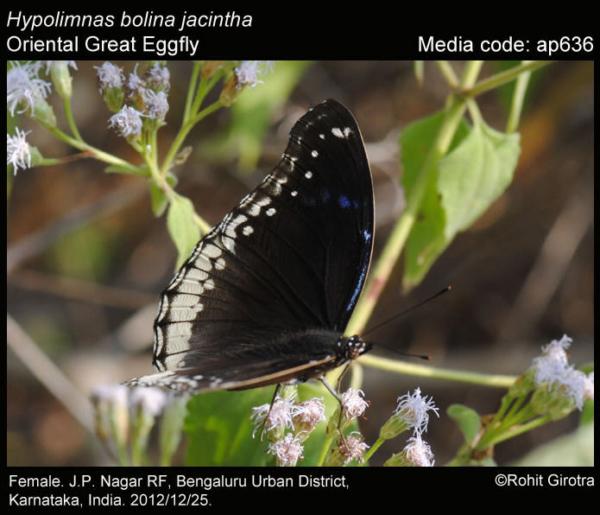 Hypolimnas bolina jacintha
Oriental Great Eggfly
Media code: ap636
Female. J.P. Nagar RF, Bengaluru Urban District,
Karnataka, India. 2012/12/25.
©Rohit Girotra